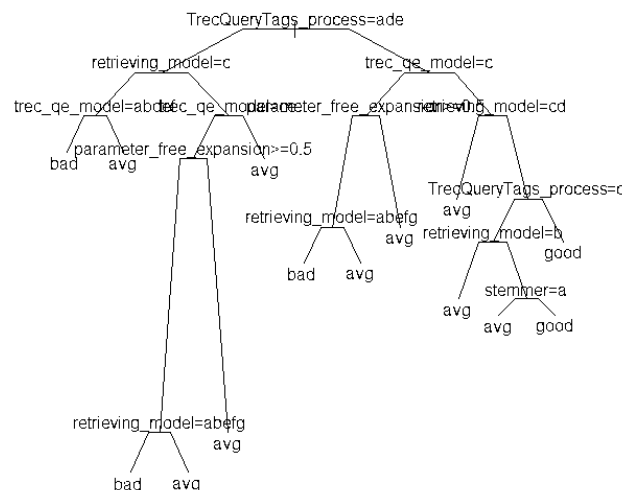 TrecQueryTags_process=ade
retrieving_model=c
trec_qe_model=c
trec_qe_model=abdef
parameter_free_expansion>=0.5
retrieving_model=cd
bad
avg
parameter_free_expansion>=0.5
avg
TrecQueryTags_process=c
avg
retrieving_model=abefg
avg
retrieving_model=b
good
bad
avg
stemmer=a
avg
avg
good
retrieving_model=abefg
avg
bad
avg